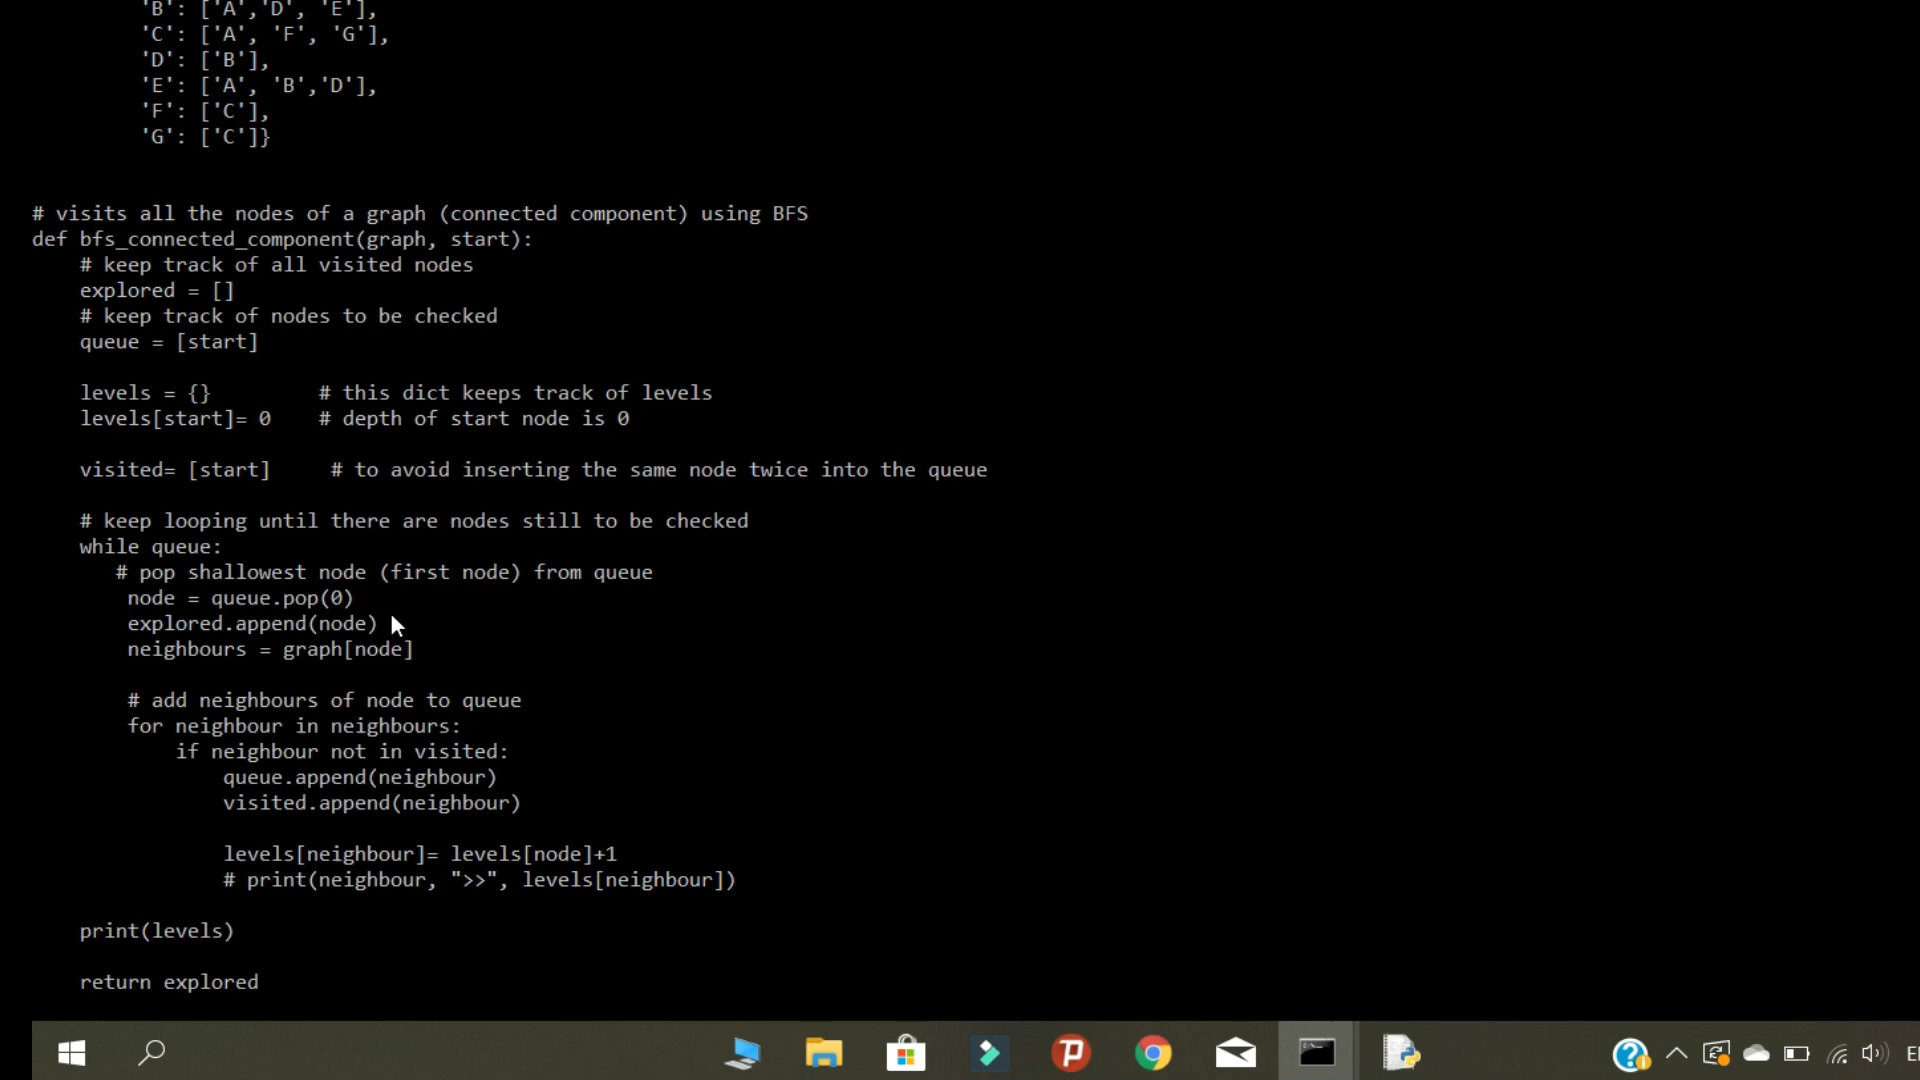 'B': ['A','D', 'E'],
'C': ['A', 'F', 'G'],
'D': ['B'],
'E': ['A', 'B','D'],
'F': ['C'],
'G': ['C']}
# visits all the nodes of a graph (connected component) using BFS
def bfs_connected_component(graph, start):
# keep track of all visited nodes
explored = []
# keep track of nodes to be checked
queue = [start]
levels = {} # this dict keeps track of levels
levels[start]= 0 # depth of start node is 0
visited= [start] # to avoid inserting the same node twice into the queue
# keep looping until there are nodes still to be checked
while queue:
# pop shallowest node (first node) from queue
node = queue.pop(0)
explored.append(node)
neighbours = graph[node]
# add neighbours of node to queue
for neighbour in neighbours:
if neighbour not in visited:
queue.append(neighbour)
visited.append(neighbour)
levels[neighbour]= levels[node]+1
# print(neighbour, ">>", levels[neighbour])
print(levels)
return explored